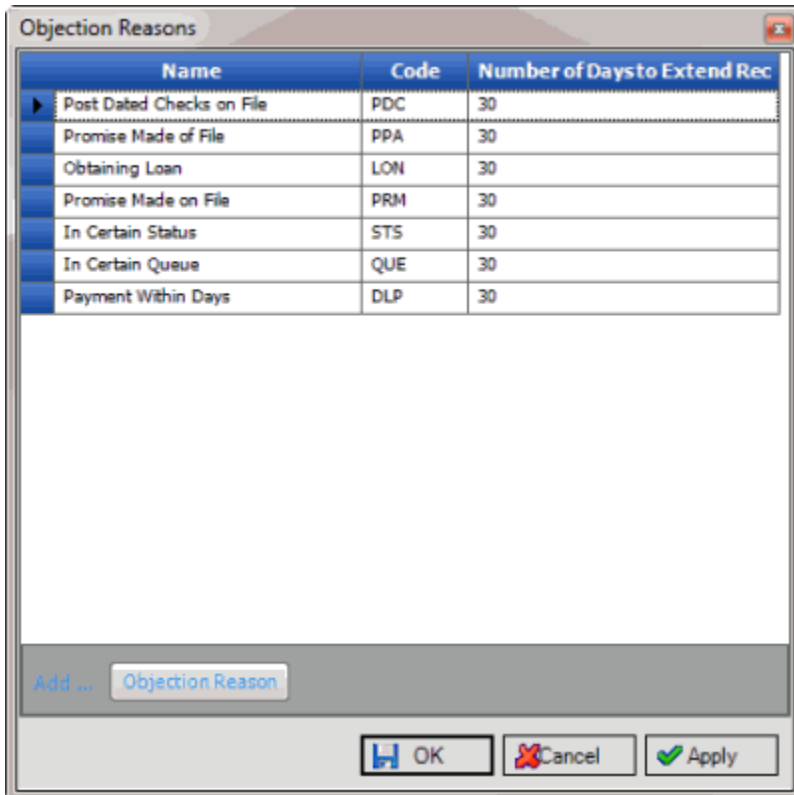 Objection Reasons
Name Code Number of Days to Extend Rec
Post Dated Checks on File PDC 30
Promise Made of File PPA 30
Obtaining Loan LON 30
Promise Made on File PRM 30
In Certain Status STS 30
In Certain Queue QUE 30
Payment Within Days DLP 30
Add ... Objection Reason
OK Cancel Apply